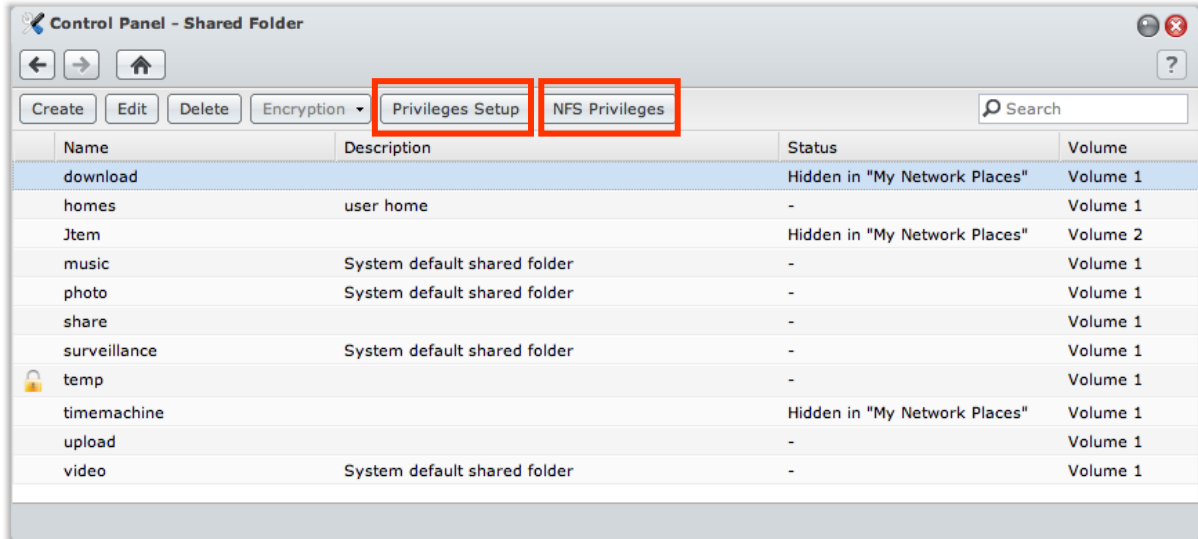 Control Panel - Shared Folder
?
Create Edit Delete Encryption Privileges Setup NFS Privileges Search
Name Description Status Volume
download Hidden in "My Network Places" Volume 1
homes user home - Volume 1
Jtem Hidden in "My Network Places" Volume 2
music System default shared folder - Volume 1
photo System default shared folder - Volume 1
share - Volume 1
surveillance System default shared folder - Volume 1
temp - Volume 1
timemachine Hidden in "My Network Places" Volume 1
upload - Volume 1
video System default shared folder - Volume 1